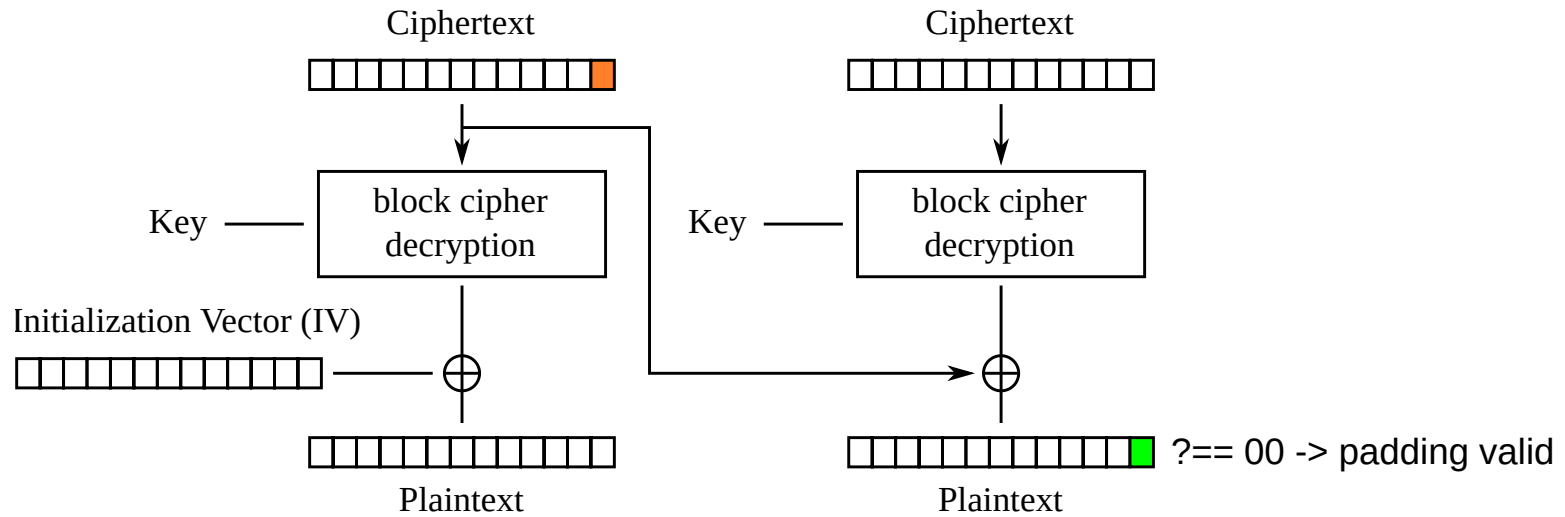 Ciphertext
Ciphertext
block cipher
decryption
Key
block cipher
decryption
Key
Initialization Vector (IV)
?== 00 -> padding valid
Plaintext
Plaintext